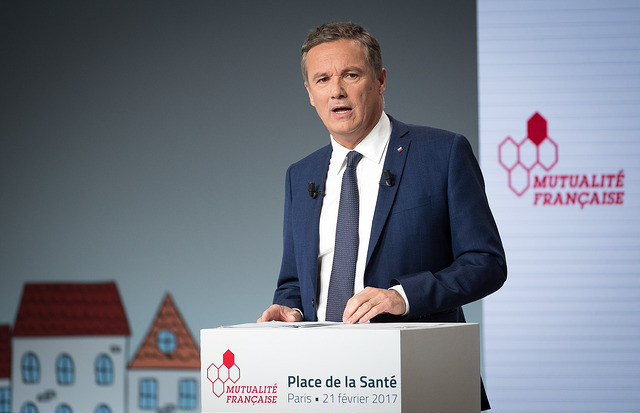 MUTUALITÉ
FRANÇAISE
MUTUALITÉ
FRANÇAISE
Place de la Santé
Paris ▪ 21 février 2017